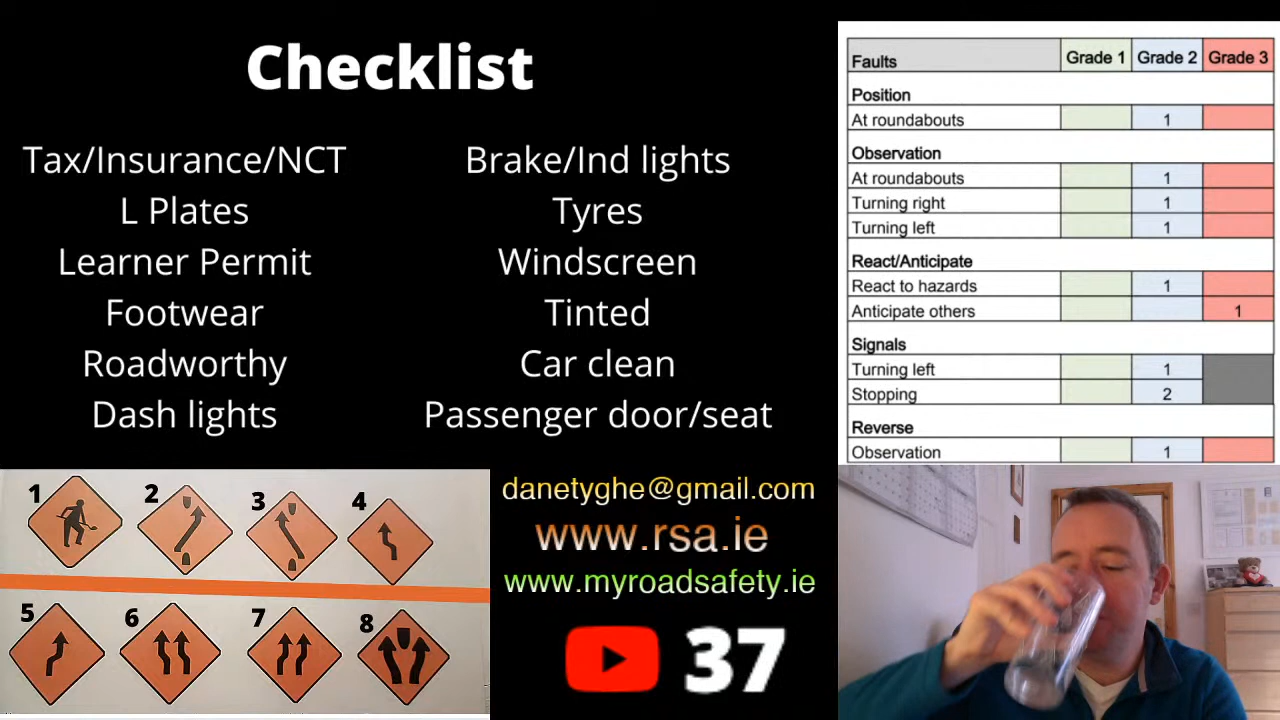 Checklist
Tax/Insurance/NCT
L Plates
Learner Permit
Footwear
Roadworthy
Dash lights
Brake/Ind lights
Tyres
Windscreen
Tinted
Car clean
Passenger door/seat
Faults Grade 1 Grade 2 Grade 3
Position
At roundabouts 1
Observation
At roundabouts 1
Turning right 1
Turning left 1
React/Anticipate
React to hazards 1
Anticipate others 1
Signals
Turning left 1
Stopping 2
Reverse
Observation 1
1 2 3 4
5 6 7 8
danetyghe@gmail.com
www.rsa.ie
www.myroadsafety.ie
37